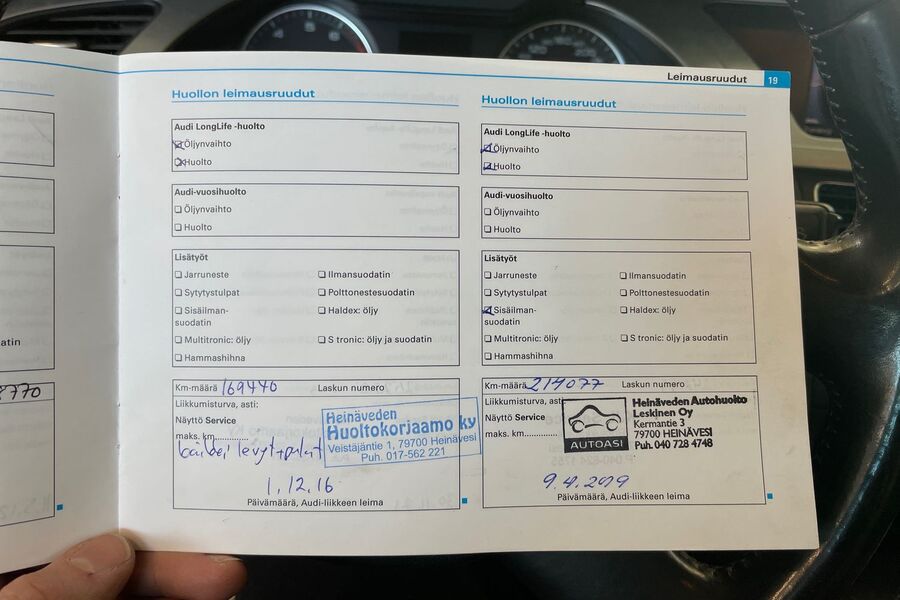 Leimausruudut 19
atin
8770
Huollon leimausruudut
Audi LongLife -huolto
Öljynvaihto
Huolto
Audi-vuosihuolto
Öljynvaihto
Huolto
Lisätyöt
Jarruneste
Ilmansuodatin
Sytytystulpat
Polttonestesuodatin
Sisäilman-
suodatin
Haldex: öljy
Multitronic: öljy
S tronic: öljy ja suodatin
Hammashihna
Km-määrä 169440 Laskun numero
Liikkumisturva, asti:
Näyttö Service
maks. km..............
levyt+palat
Heinäveden
Huoltokorjaamo ky
Veistäjäntie 1, 79700 Heinävesi
Puh. 017-562 221
1.12.16
Päivämäärä, Audi-liikkeen leima
Huollon leimausruudut
Audi LongLife -huolto
Öljynvaihto
Huolto
Audi-vuosihuolto
Öljynvaihto
Huolto
Lisätyöt
Jarruneste
Ilmansuodatin
Sytytystulpat
Polttonestesuodatin
Sisäilman-
suodatin
Haldex: öljy
Multitronic: öljy
S tronic: öljy ja suodatin
Hammashihna
Km-määrä 214077 Laskun numero
Liikkumisturva, asti:
Näyttö Service
maks. km..............
AUTOASI
Heinäveden Autohuolto
Leskinen Oy
Kermantie 3
79700 HEINÄVESI
Puh. 040 728 4748
9.4.2019
Päivämäärä, Audi-liikkeen leima